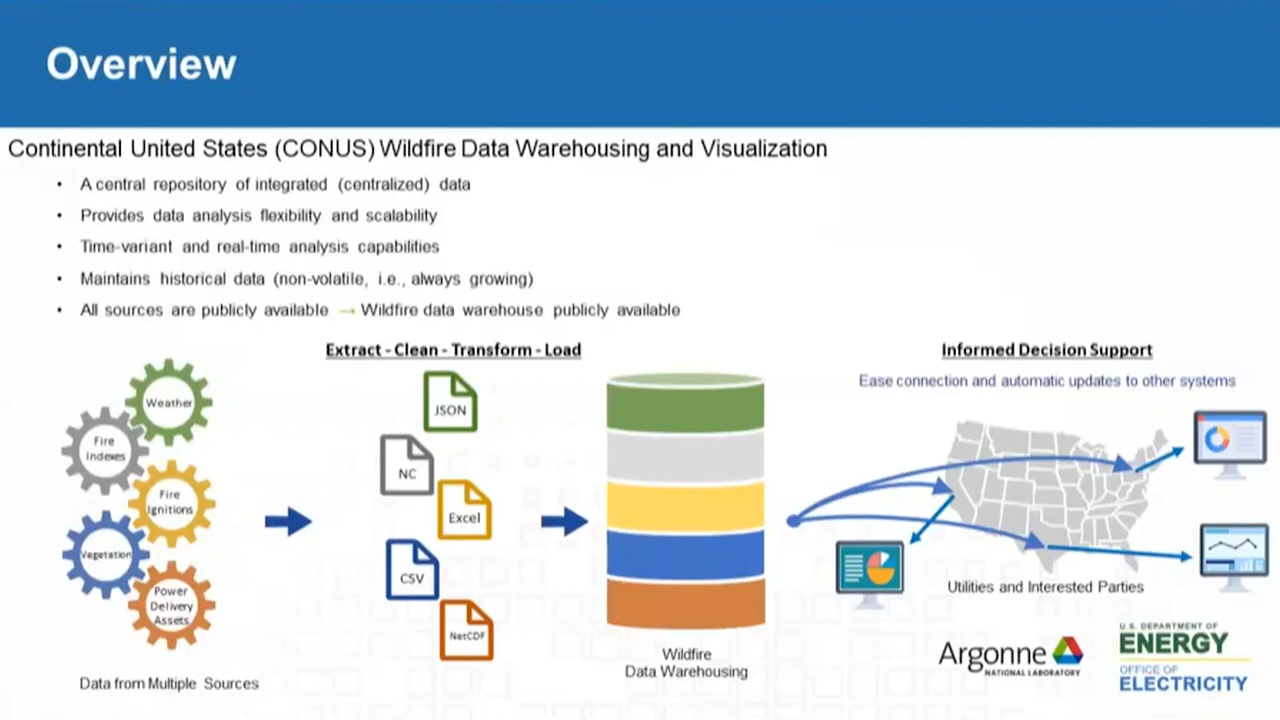 Overview
Continental United States (CONUS) Wildfire Data Warehousing and Visualization
• A central repository of integrated (centralized) data
• Provides data analysis flexibility and scalability
• Time-variant and real-time analysis capabilities
• Maintains historical data (non-volatile, i.e., always growing)
• All sources are publicly available → Wildfire data warehouse publicly available
Weather
Fire
Indexes
Fire
Ignitions
Vegetation
Power
Delivery
Assets
Data from Multiple Sources
Extract - Clean - Transform - Load
JSON
NC
Excel
CSV
NetCDF
Wildfire
Data Warehousing
Informed Decision Support
Ease connection and automatic updates to other systems
Utilities and Interested Parties
Argonne
NATIONAL LABORATORY
U.S. DEPARTMENT OF
ENERGY
OFFICE OF
ELECTRICITY